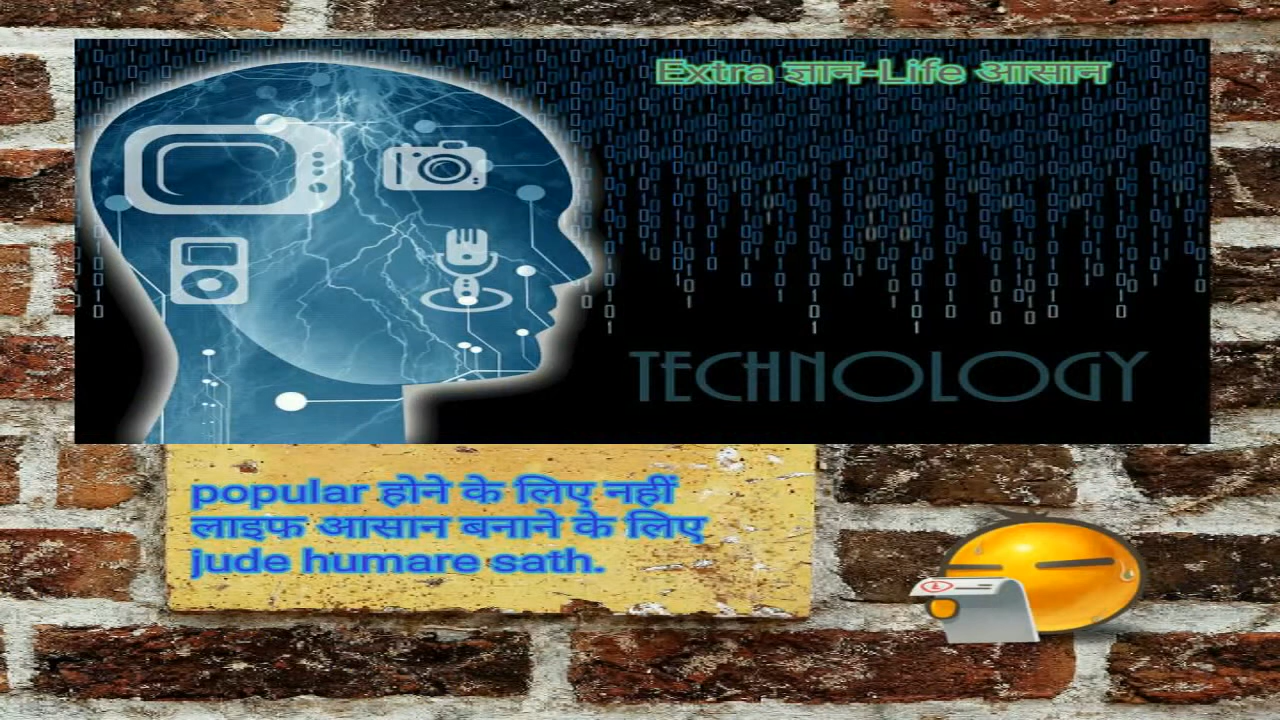 Extra ज्ञान-Life आसान
TECHNOLOGY
popular होने के लिए नहीं
लाइफ आसान बनाने के लिए
jude humare sath.